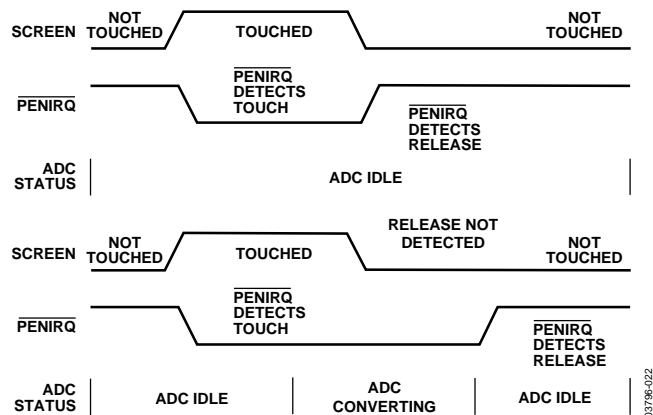 SCREEN
NOT
TOUCHED
TOUCHED
NOT
TOUCHED
PENIRQ
PENIRQ
DETECTS
TOUCH
PENIRQ
DETECTS
RELEASE
ADC
STATUS
ADC IDLE
SCREEN
NOT
TOUCHED
TOUCHED
RELEASE NOT
DETECTED
NOT
TOUCHED
PENIRQ
PENIRQ
DETECTS
TOUCH
PENIRQ
DETECTS
RELEASE
ADC
STATUS
ADC IDLE
ADC
CONVERTING
ADC IDLE
03796-022